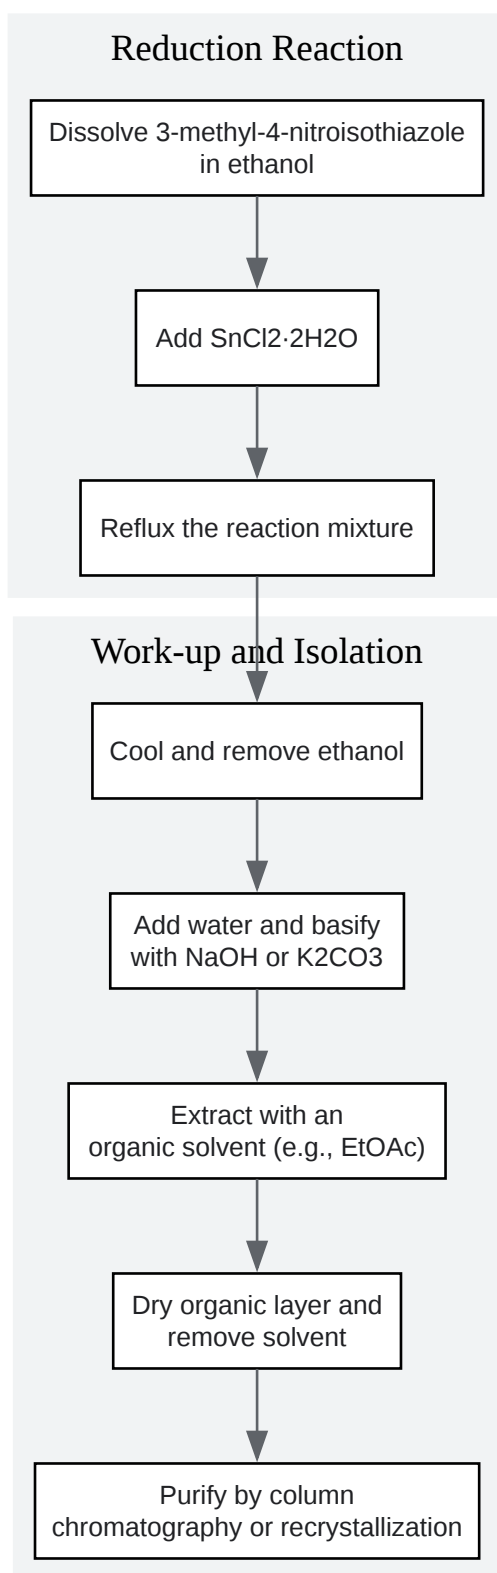 Reduction Reaction
Dissolve 3-methyl-4-nitroisothiazole
in ethanol
Add SnCl2·2H2O
Reflux the reaction mixture
Work-up and Isolation
Cool and remove ethanol
Add water and basify
with NaOH or K2CO3
Extract with an
organic solvent (e.g., EtOAc)
Dry organic layer and
remove solvent
Purify by column
chromatography or recrystallization